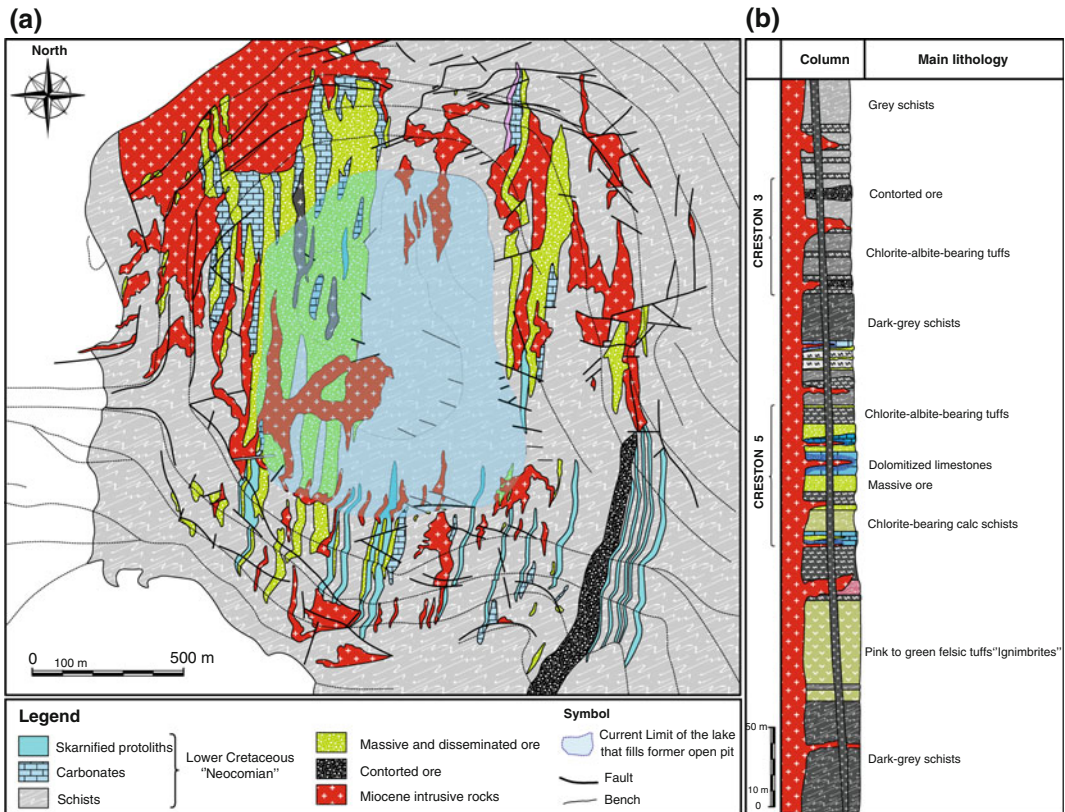 (a)
North
0
100 m
500 m
Legend
Skarnified protoliths
Carbonates
Schists
Lower Cretaceous
"Neocomian"
Massive and disseminated ore
Contorted ore
Miocene intrusive rocks
Symbol
Current Limit of the lake
that fills former open pit
Fault
Bench
(b)
Column
Main lithology
Grey schists
CRESTON 3
Contorted ore
Chlorite-albite-bearing tuffs
Dark-grey schists
CRESTON 5
Chlorite-albite-bearing tuffs
Dolomitized limestones
Massive ore
Chlorite-bearing calc schists
Pink to green felsic tuffs"Ignimbrites"
50 m
Dark-grey schists
10 m
0